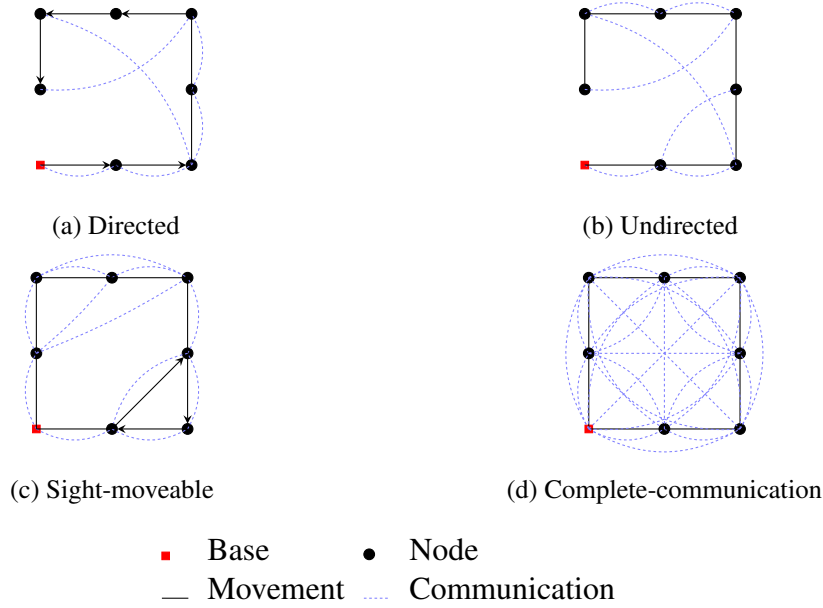 (a) Directed
(b) Undirected
(c) Sight-moveable
(d) Complete-communication
Base Node
Movement Communication